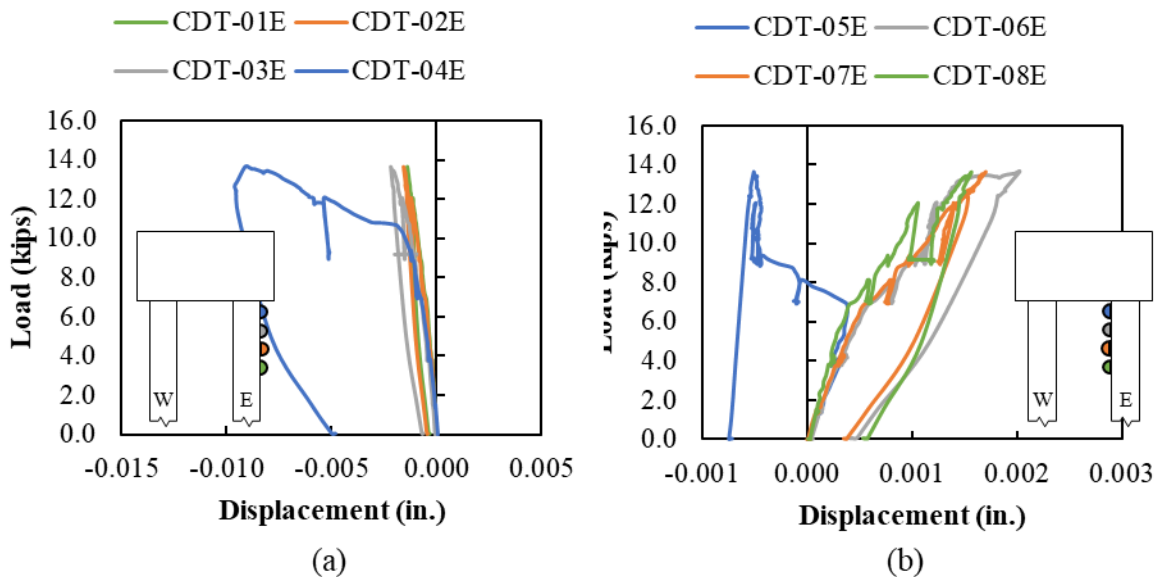 CDT-01E CDT-02E
CDT-03E CDT-04E
16.0
14.0
12.0
10.0
8.0
6.0
4.0
2.0
0.0
Load (kips)
W E
-0.015 -0.010 -0.005 0.000 0.005
Displacement (in.)
(a)
CDT-05E CDT-06E
CDT-07E CDT-08E
16.0
14.0
12.0
10.0
8.0
6.0
4.0
2.0
0.0
Load (kips)
W E
-0.001 0.000 0.001 0.002 0.003
Displacement (in.)
(b)